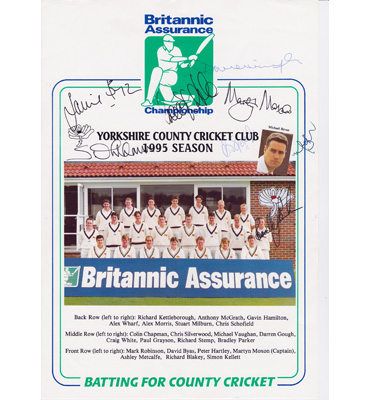 Britannic
Assurance
Championship
YORKSHIRE COUNTY CRICKET CLUB
1995 SEASON
Michael Bevan
Britannic Assurance
Back Row (left to right): Richard Kettleborough, Anthony McGrath, Gavin Hamilton,
Alex Wharf, Alex Morris, Stuart Milburn, Chris Schofield
Middle Row (left to right): Colin Chapman, Chris Silverwood, Michael Vaughan, Darren Gough,
Craig White, Paul Grayson, Richard Stemp, Bradley Parker
Front Row (left to right): Mark Robinson, David Byas, Peter Hartley, Martyn Moxon (Captain),
Ashley Metcalfe, Richard Blakey, Simon Kellett
BATTING FOR COUNTY CRICKET